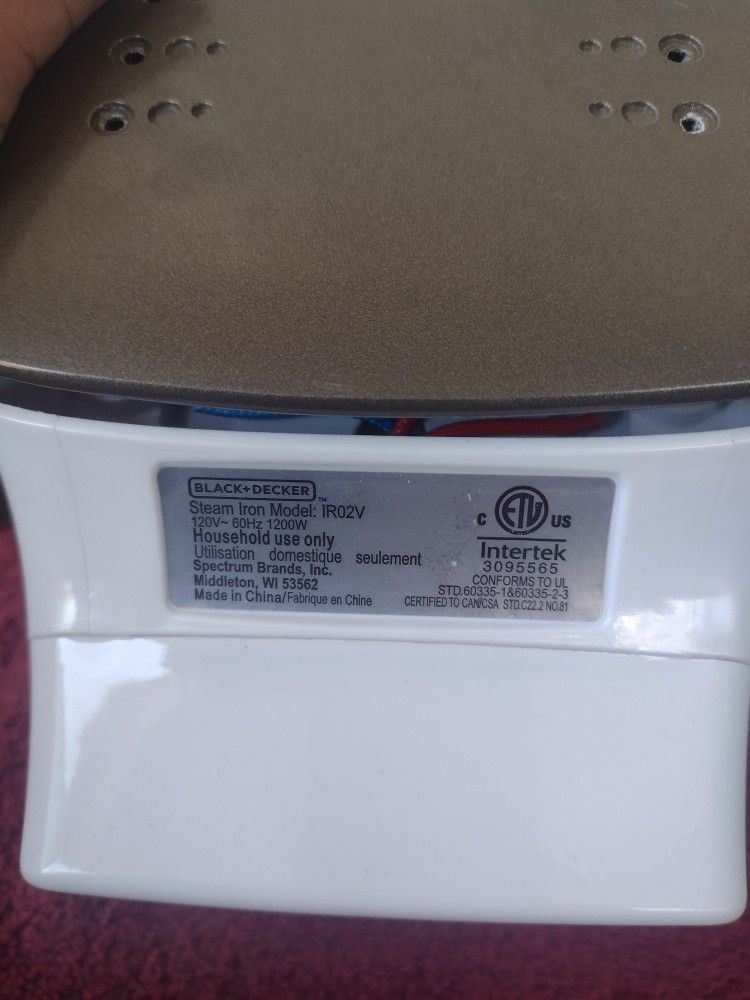 BLACK+DECKER™
Steam Iron Model: IR02V
120V~ 60Hz 1200W
Household use only
Utilisation domestique seulement
Spectrum Brands, Inc.
Middleton, WI 53562
Made in China/Fabrique en Chine
C ETL US
Intertek
3095565
CONFORMS TO UL
STD.60335-1&60335-2-3
CERTIFIED TO CAN/CSA STD.C22.2 NO.81